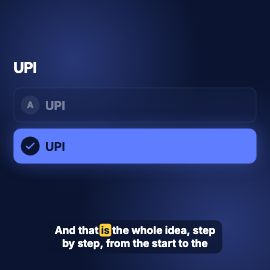 UPI
A UPI
UPI
And that is the whole idea, step
by step, from the start to the